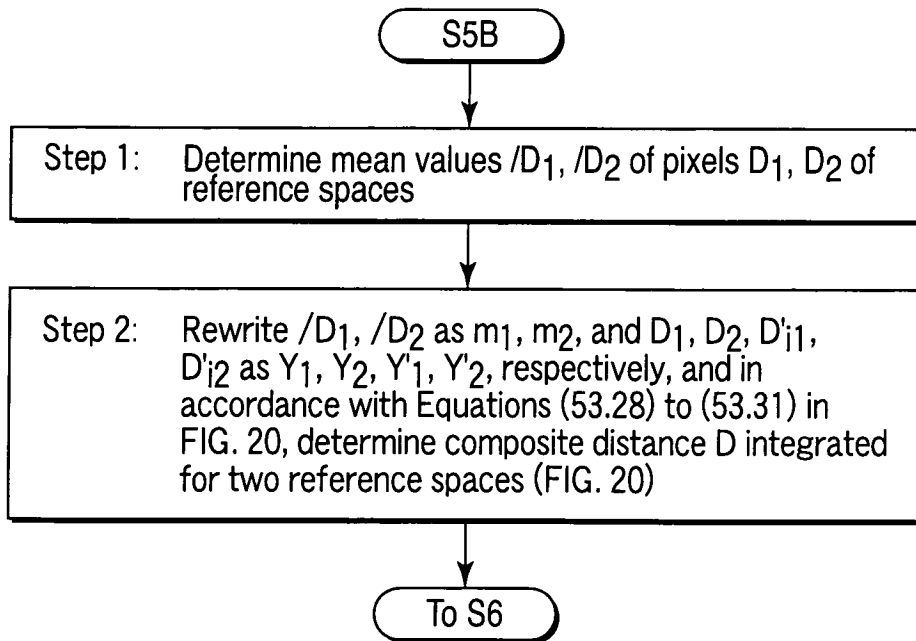 S5B
Step 1: Determine mean values /D1, /D2 of pixels D1, D2 of
reference spaces
Step 2: Rewrite /D1, /D2 as m1, m2, and D1, D2, D'i1,
D'i2 as Y1, Y2, Y'1, Y'2, respectively, and in
accordance with Equations (53.28) to (53.31) in
FIG. 20, determine composite distance D integrated
for two reference spaces (FIG. 20)
To S6